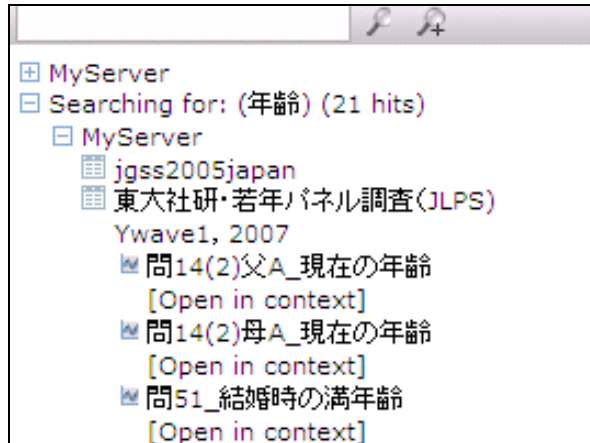 MyServer
Searching for: (年齢) (21 hits)
MyServer
jgss2005japan
東大社研・若年パネル調査(JLPS)
Ywave1, 2007
問14(2)父A_現在の年齢
[Open in context]
問14(2)母A_現在の年齢
[Open in context]
問51_結婚時の満年齢
[Open in context]